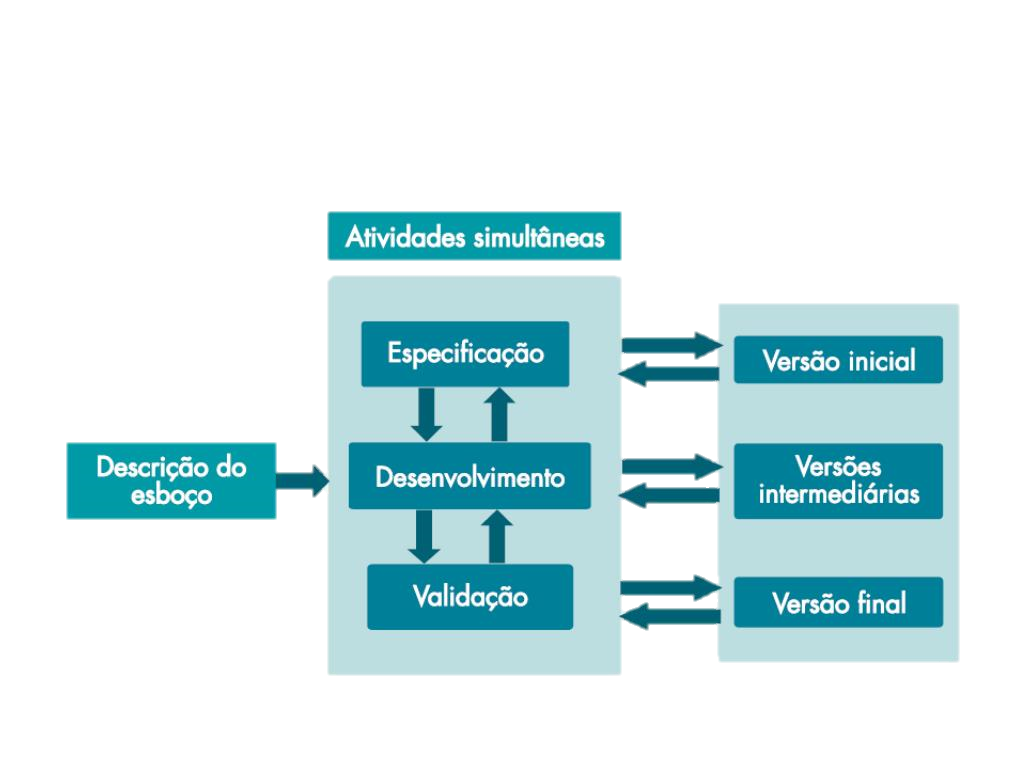 Atividades simultâneas
Especificação
Versão inicial
Descrição do
esboço
Desenvolvimento
Versões
intermediárias
Validação
Versão final